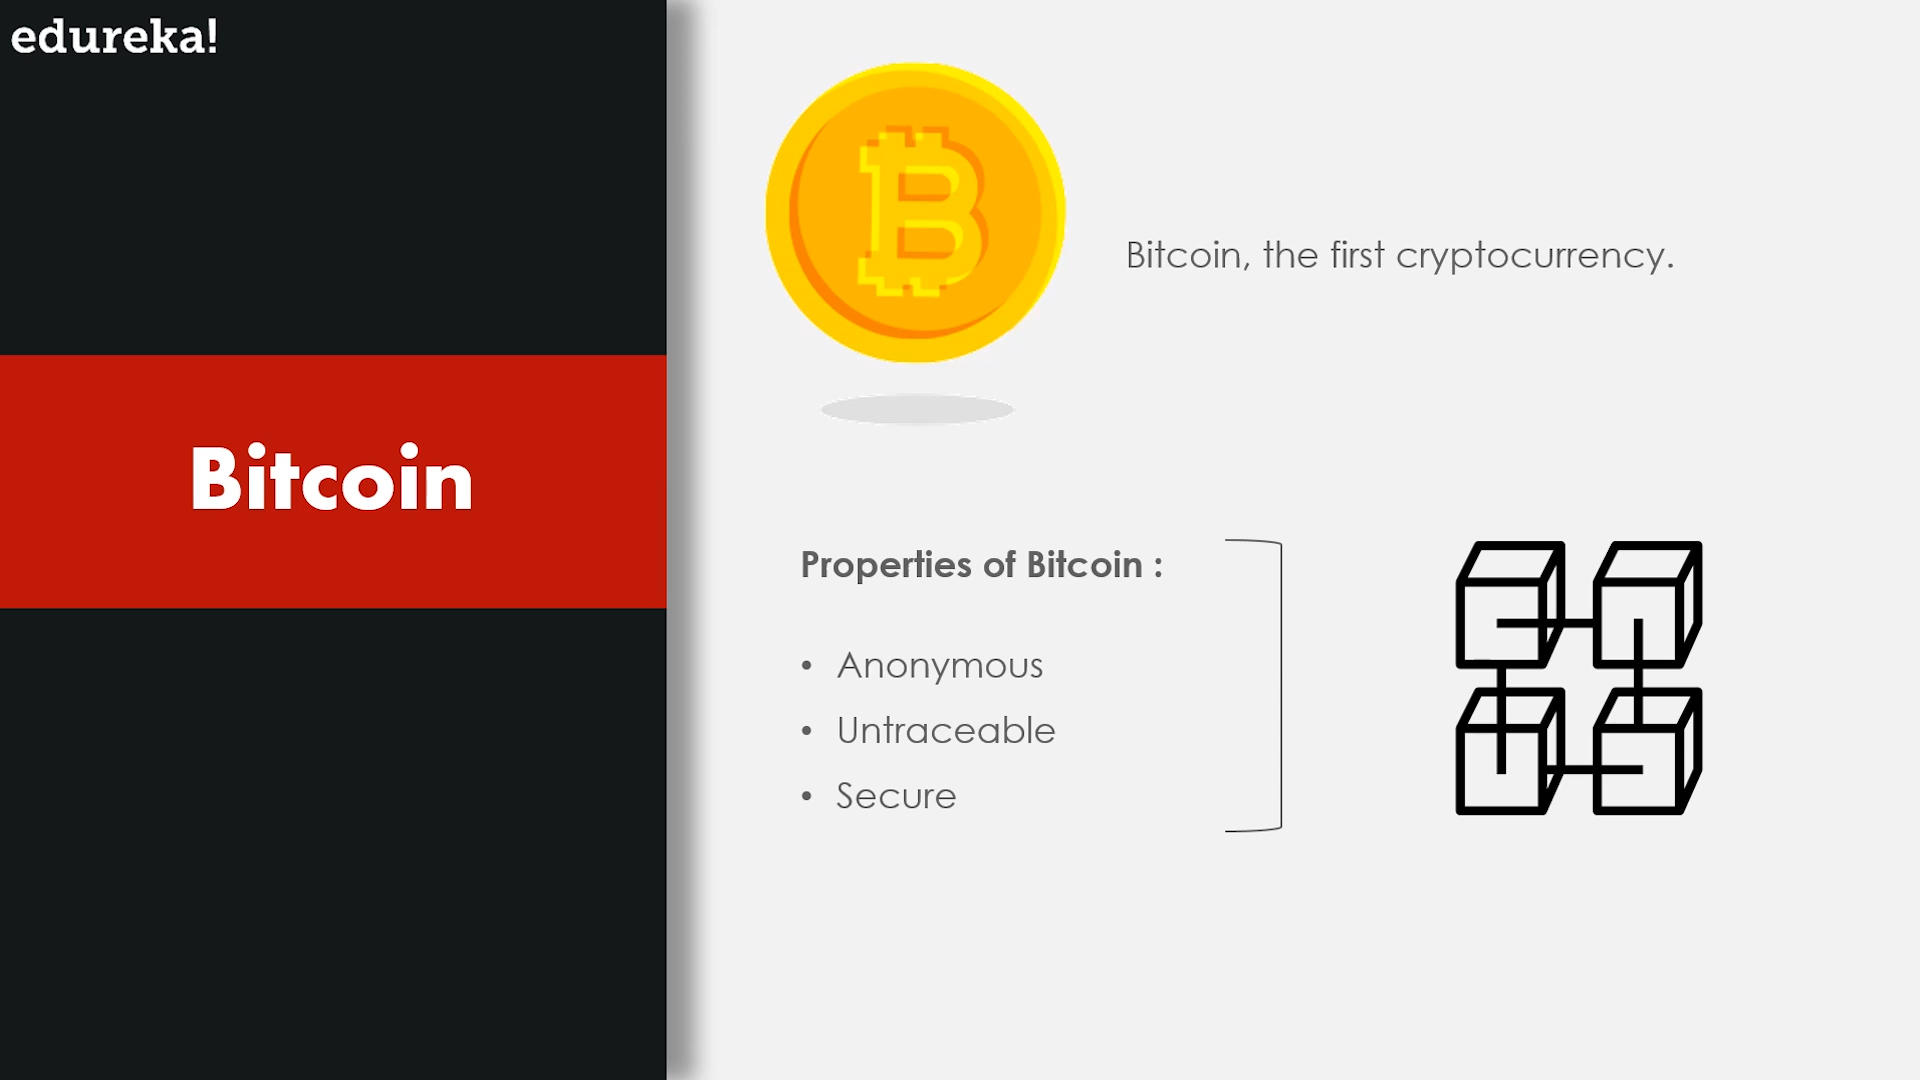 edureka!
Bitcoin, the first cryptocurrency.
Bitcoin
Properties of Bitcoin :
• Anonymous
• Untraceable
• Secure